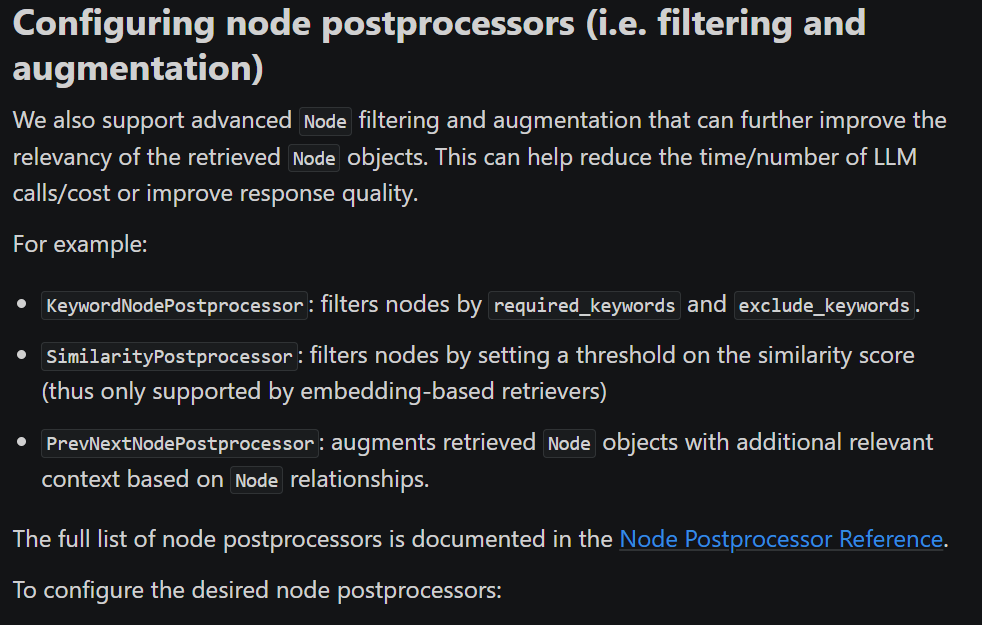 Configuring node postprocessors (i.e. filtering and
augmentation)
We also support advanced Node filtering and augmentation that can further improve the
relevancy of the retrieved Node objects. This can help reduce the time/number of LLM
calls/cost or improve response quality.
For example:
• KeywordNodePostprocessor: filters nodes by required_keywords and exclude_keywords.
• SimilarityPostprocessor: filters nodes by setting a threshold on the similarity score
(thus only supported by embedding-based retrievers)
• PrevNextNodePostprocessor: augments retrieved Node objects with additional relevant
context based on Node relationships.
The full list of node postprocessors is documented in the Node Postprocessor Reference.
To configure the desired node postprocessors: